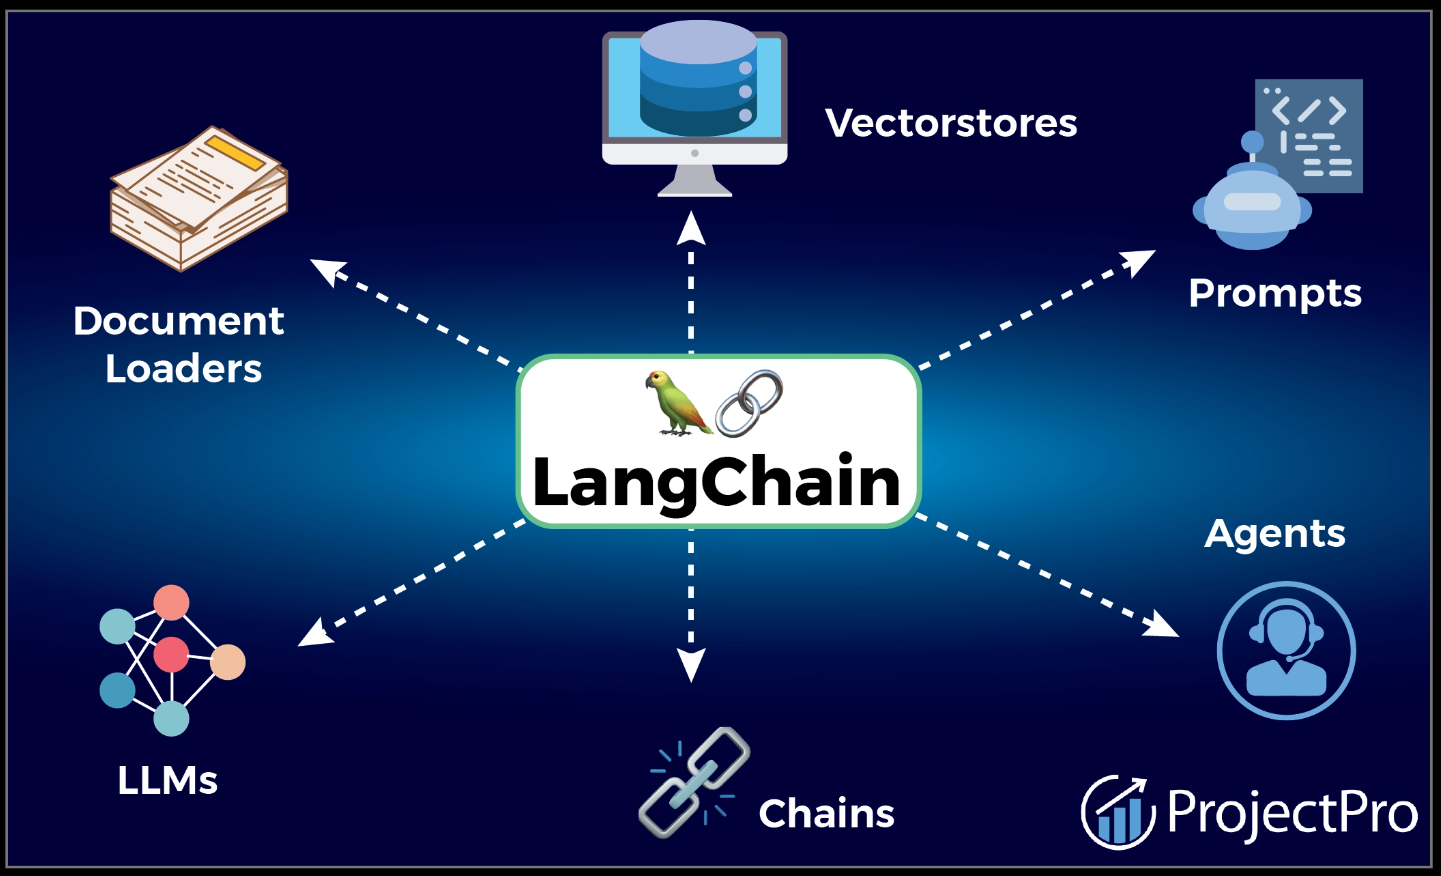 Vectorstores
Prompts
Document
Loaders
LangChain
Agents
LLMs
Chains
ProjectPro